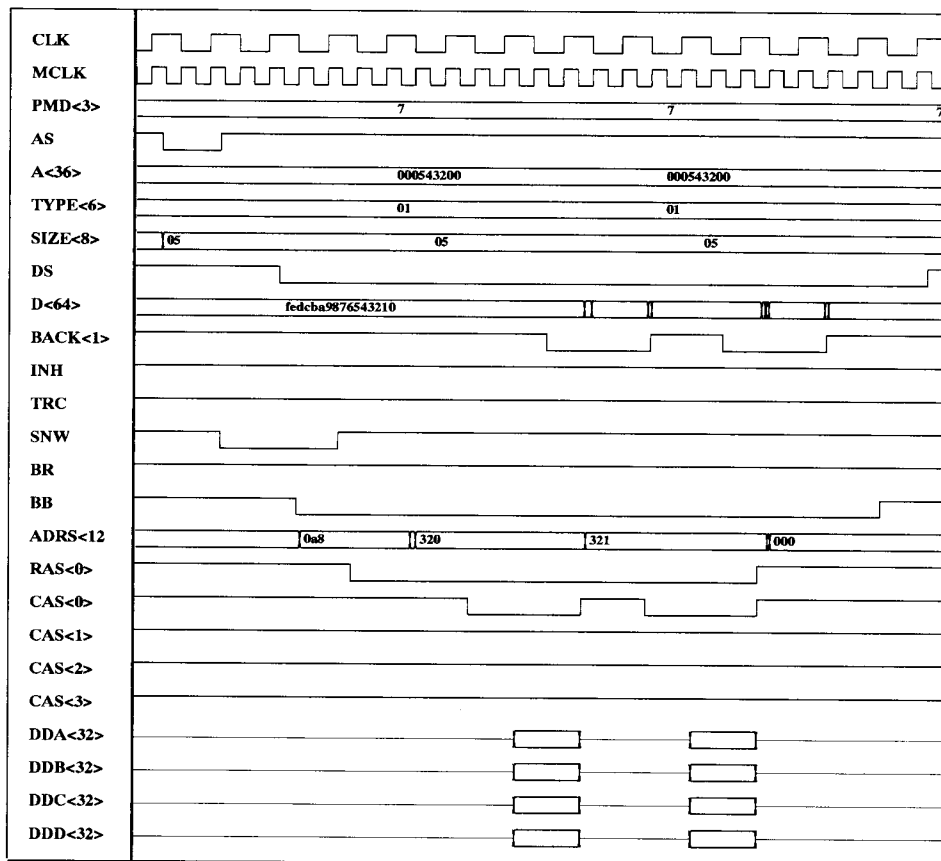 CLK
MCLK
PMD<3> 7 7 7
AS
A<36> 000543200 000543200
TYPE<6> 01 01
SIZE<8> 05 05 05
DS
D<64> fedcba9876543210
BACK<1>
INH
TRC
SNW
BR
BB
ADRS<12 0a8 320 321 000
RAS<0>
CAS<0>
CAS<1>
CAS<2>
CAS<3>
DDA<32>
DDB<32>
DDC<32>
DDD<32>